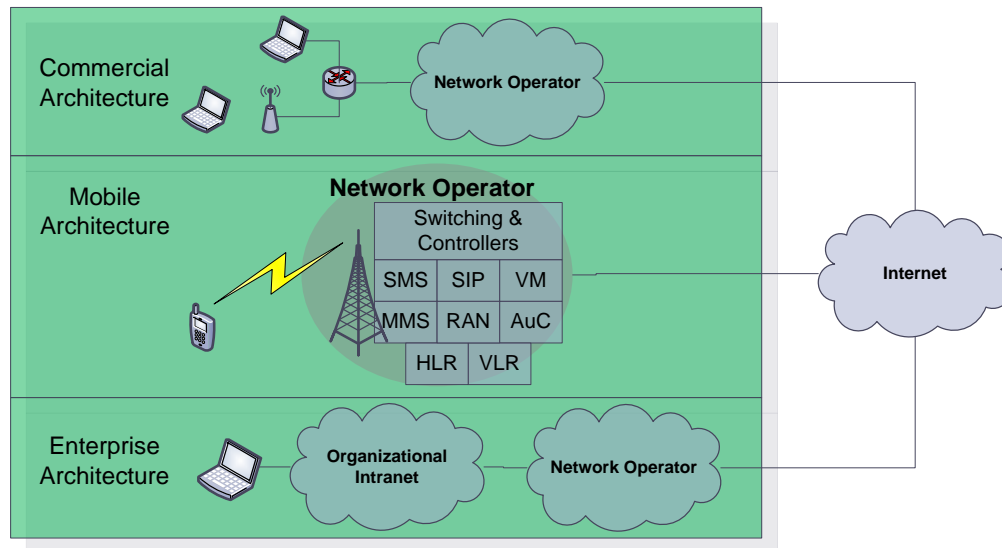 Commercial
Architecture
Network
Operator
Mobile
Architecture
Network Operator
Switching &
Controllers
SMS SIP VM
MMS RAN AuC
HLR VLR
Internet
Enterprise
Architecture
Organizational
Intranet
Network Operator